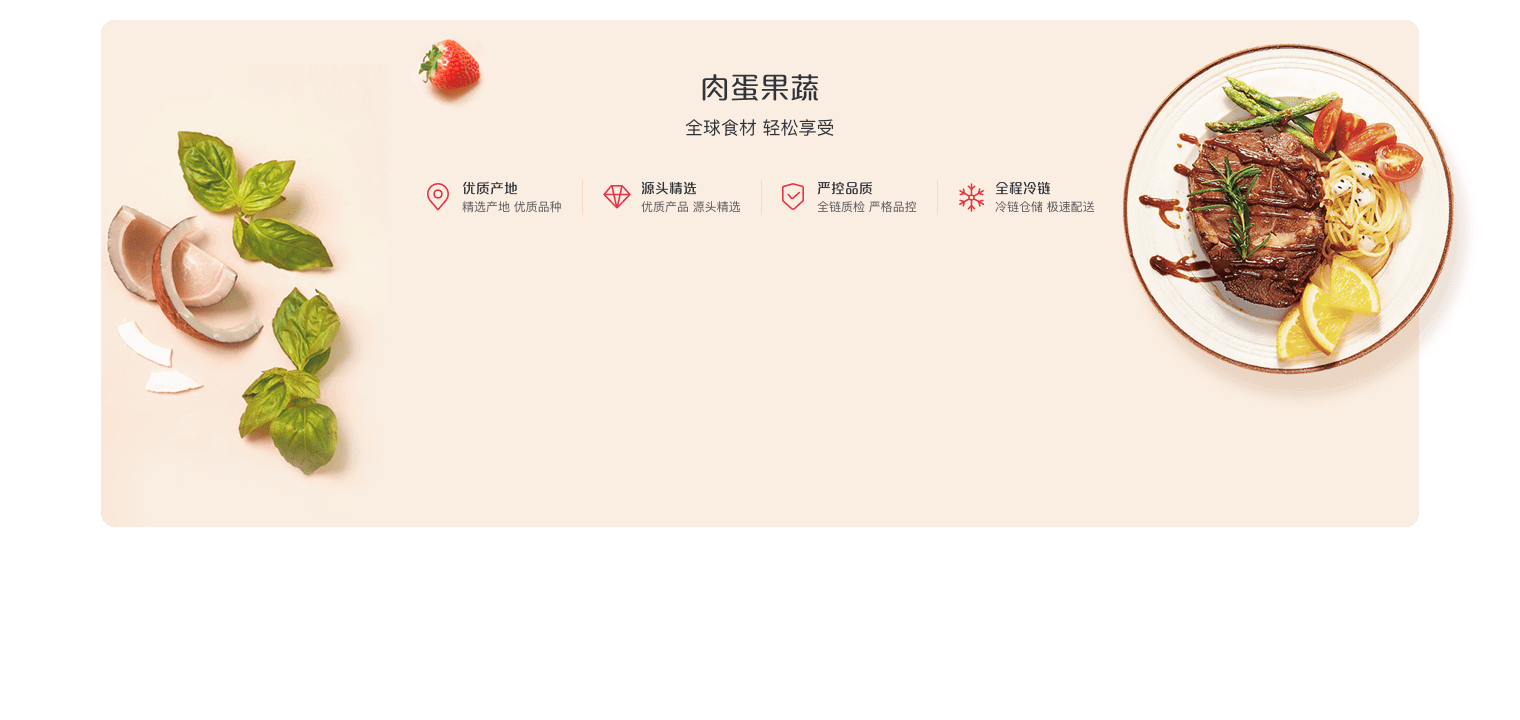 肉蛋果蔬
全球食材 轻松享受
优质产地
精选产地 优质品种
源头精选
优质产品 源头精选
严控品质
全链质检 严格品控
全程冷链
冷链仓储 极速配送